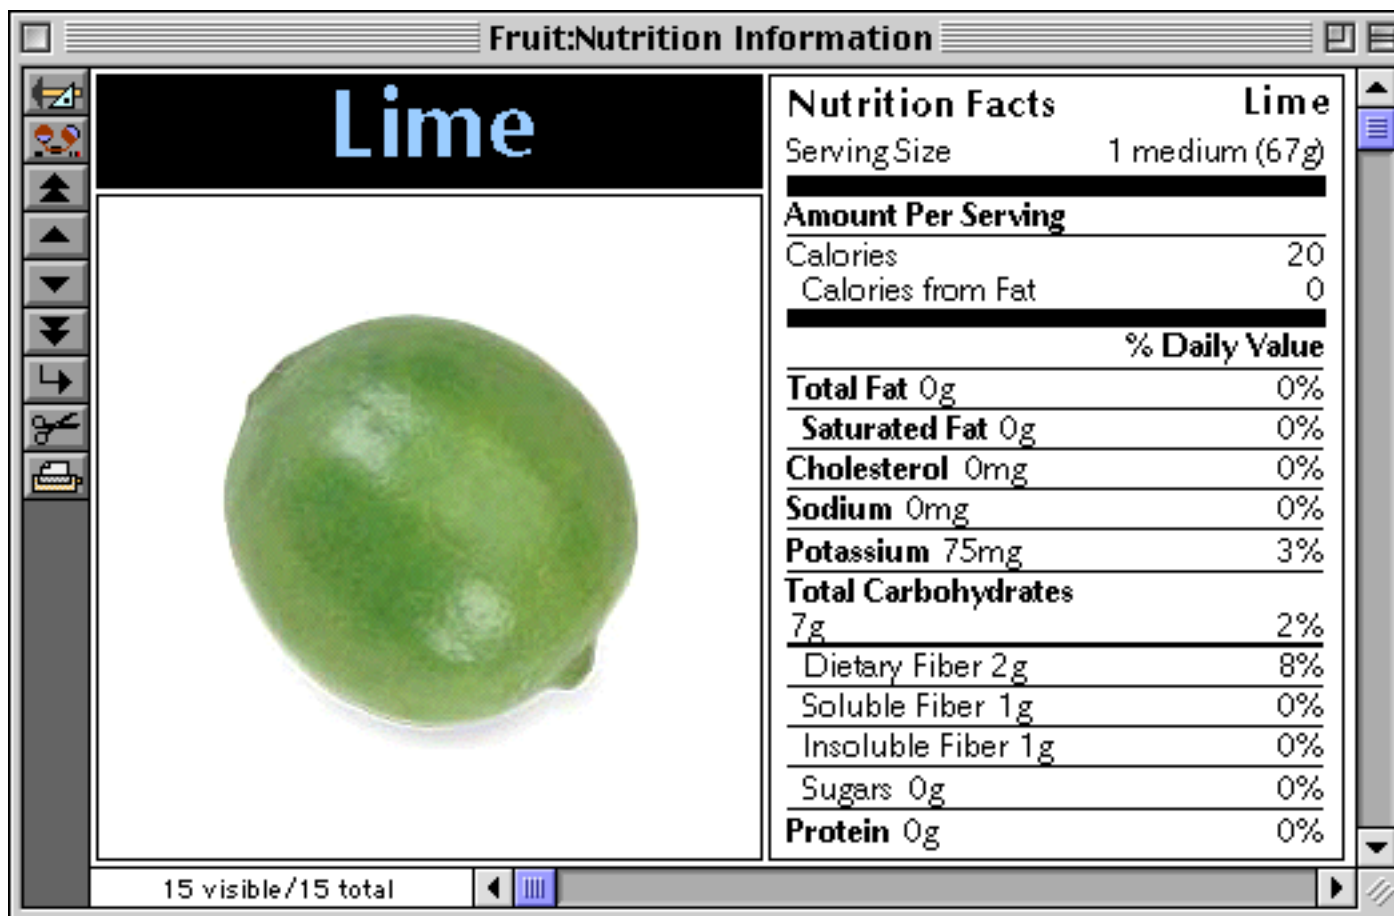 Fruit:Nutrition Information
Lime
Nutrition Facts Lime
Serving Size 1 medium (67g)
Amount Per Serving
Calories 20
Calories from Fat 0
% Daily Value
Total Fat 0g 0%
Saturated Fat 0g 0%
Cholesterol 0mg 0%
Sodium 0mg 0%
Potassium 75mg 3%
Total Carbohydrates
7g 2%
Dietary Fiber 2g 8%
Soluble Fiber 1g 0%
Insoluble Fiber 1g 0%
Sugars 0g 0%
Protein 0g 0%
15 visible/15 total